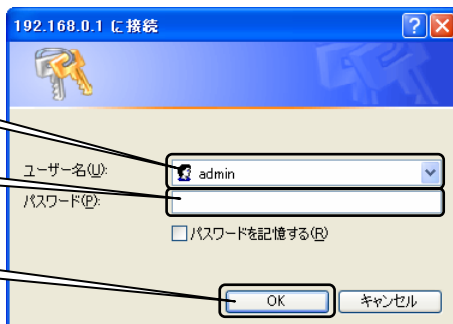 192.168.0.1 に接続
ユーザー名(U):
admin
パスワード(P):
パスワードを記憶する(R)
OK
キャンセル